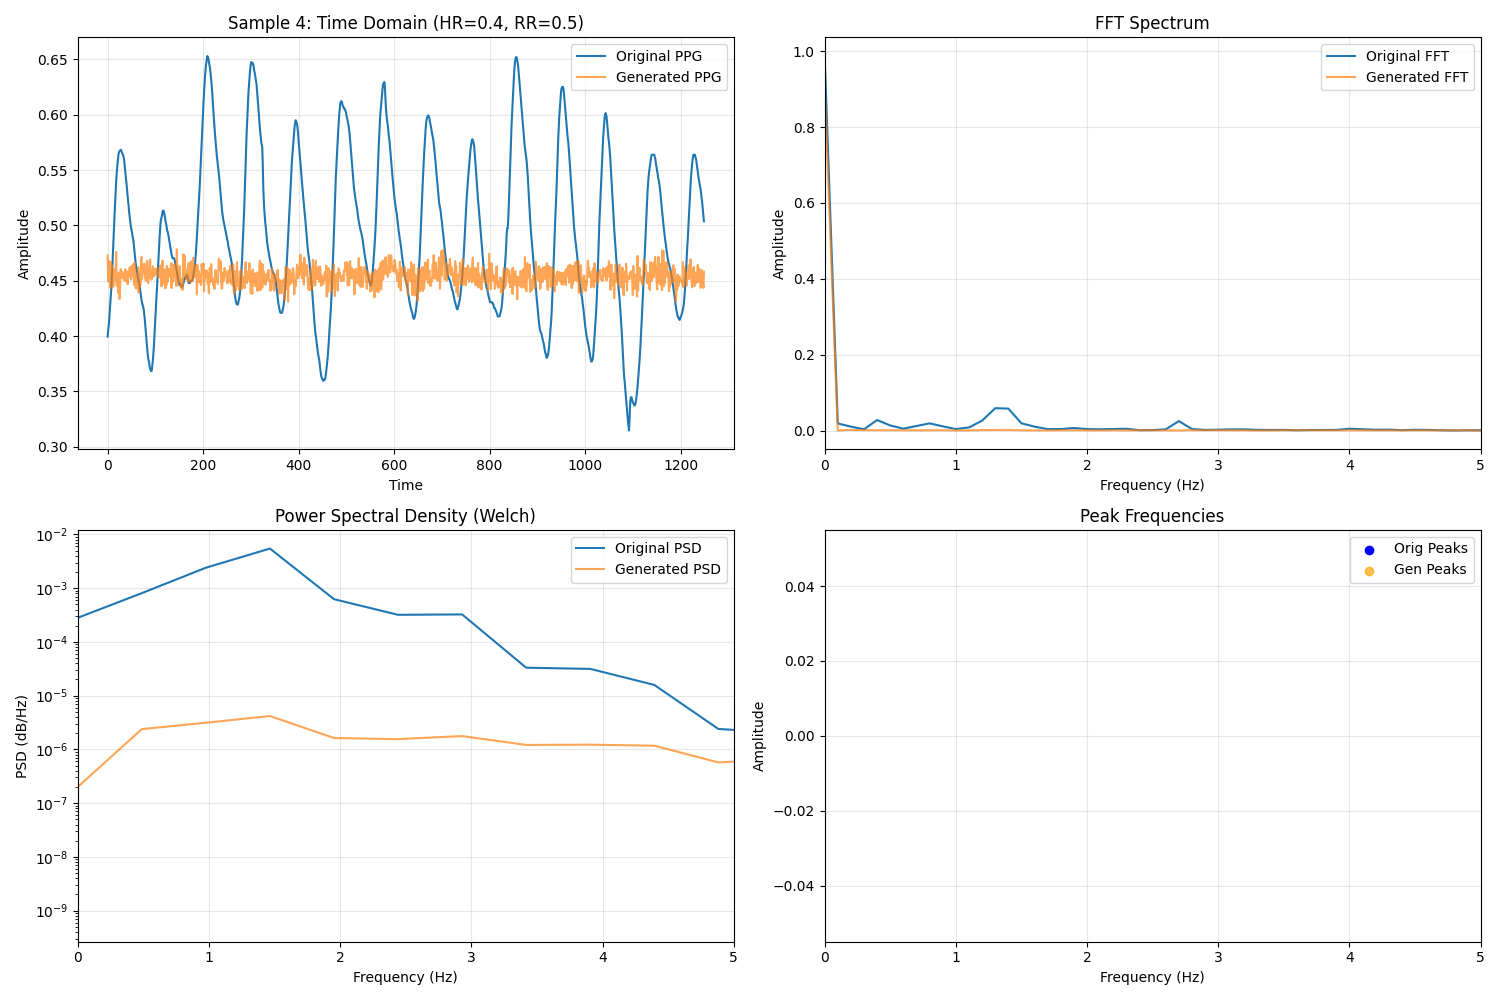 Sample 4: Time Domain (HR=0.4, RR=0.5)
Original PPG
Generated PPG
Amplitude
0.65
0.60
0.55
0.50
0.45
0.40
0.35
0.30
0 200 400 600 800 1000 1200
Time
FFT Spectrum
Original FFT
Generated FFT
Amplitude
1.0
0.8
0.6
0.4
0.2
0.0
0 1 2 3 4 5
Frequency (Hz)
Power Spectral Density (Welch)
Original PSD
Generated PSD
PSD (dB/Hz)
10⁻²
10⁻³
10⁻⁴
10⁻⁵
10⁻⁶
10⁻⁷
10⁻⁸
10⁻⁹
0 1 2 3 4 5
Frequency (Hz)
Peak Frequencies
Orig Peaks
Gen Peaks
Amplitude
0.04
0.02
0.00
−0.02
−0.04
0 1 2 3 4 5
Frequency (Hz)